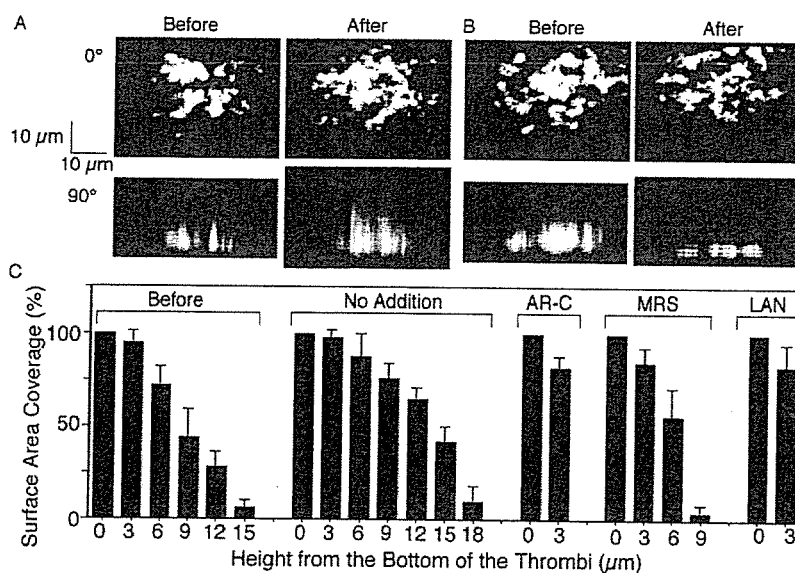 A Before After B Before After
0°
10 µm
10 µm
90°
C Before No Addition AR-C MRS LAN
Surface Area Coverage (%)
100
50
0
0 3 6 9 12 15 0 3 6 9 12 15 18 0 3 0 3 6 9 0 3
Height from the Bottom of the Thrombi (µm)